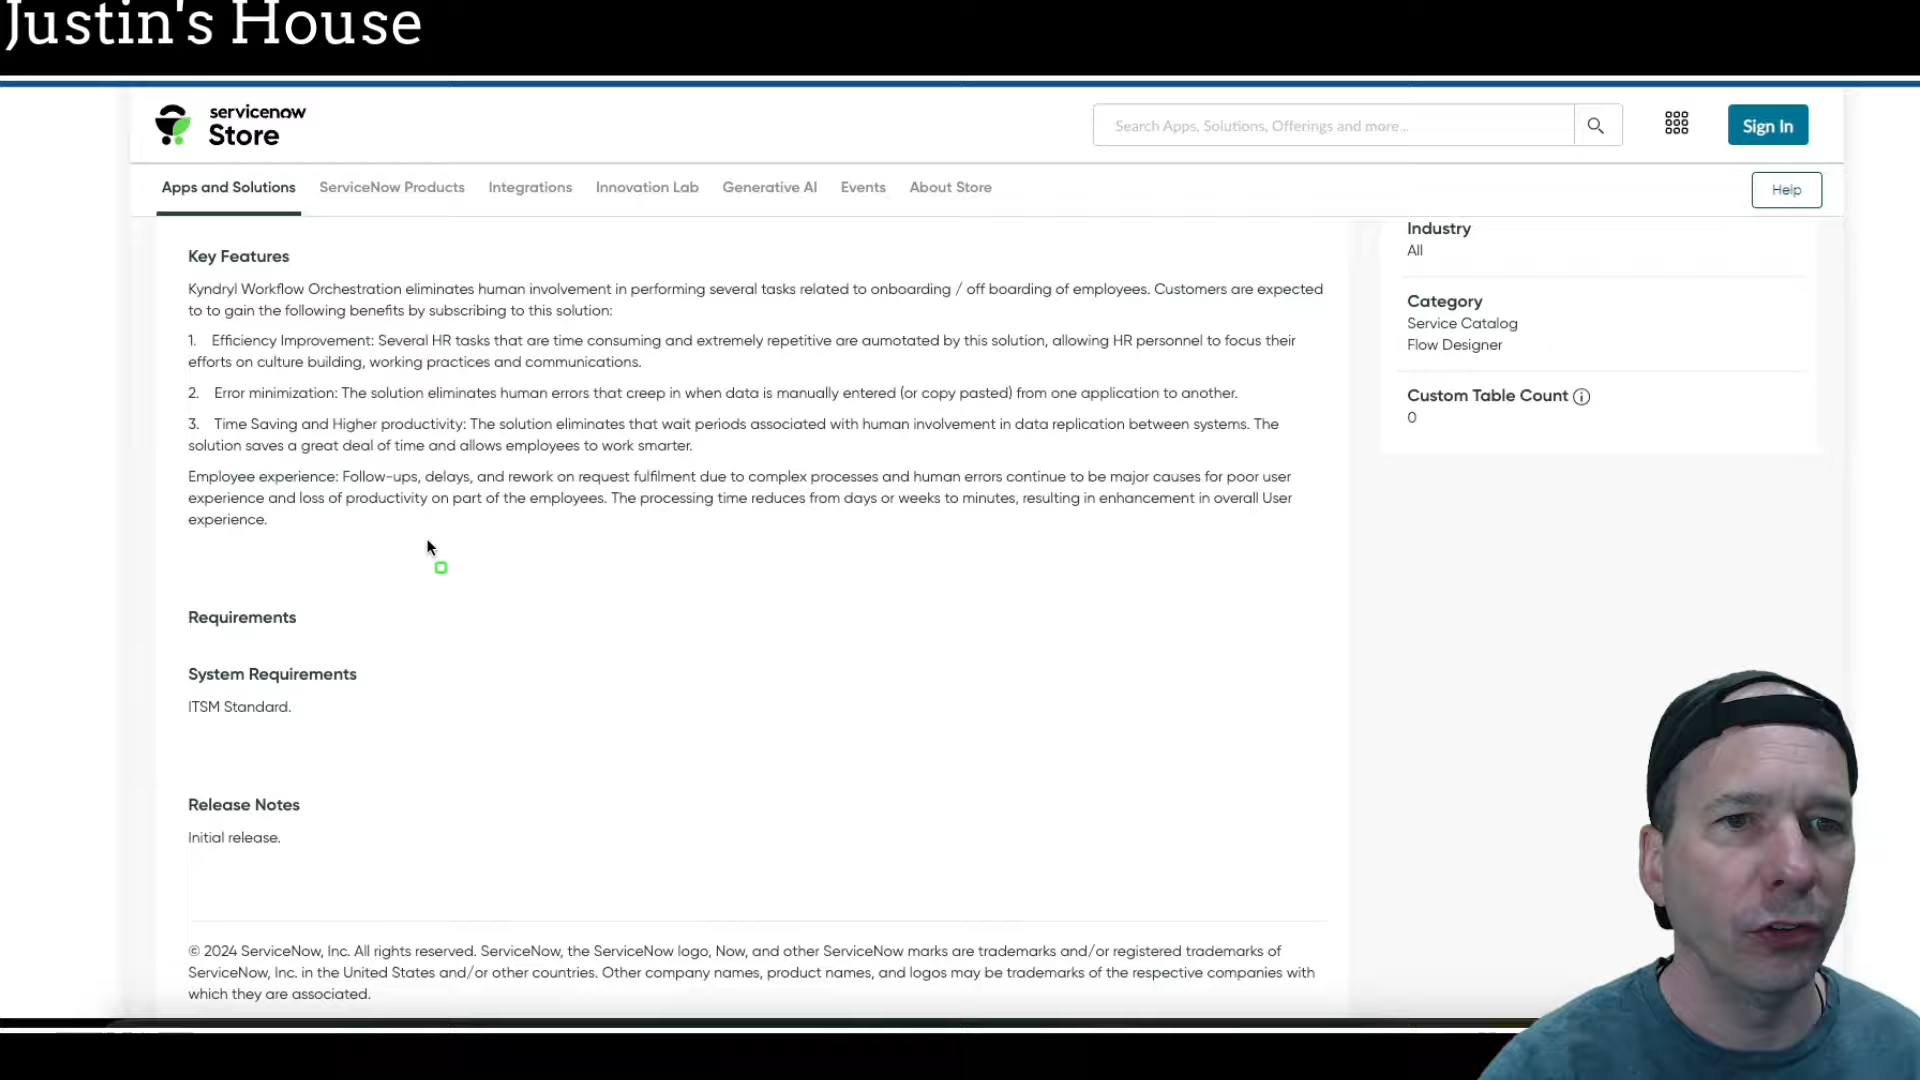 Justin's House
servicenow
Store
Search Apps, Solutions, Offerings and more...
Sign In
Apps and Solutions
ServiceNow Products
Integrations
Innovation Lab
Generative AI
Events
About Store
Help
Key Features
Kyndryl Workflow Orchestration eliminates human involvement in performing several tasks related to onboarding / off boarding of employees. Customers are expected
to to gain the following benefits by subscribing to this solution:
1. Efficiency Improvement: Several HR tasks that are time consuming and extremely repetitive are aumotated by this solution, allowing HR personnel to focus their
efforts on culture building, working practices and communications.
2. Error minimization: The solution eliminates human errors that creep in when data is manually entered (or copy pasted) from one application to another.
3. Time Saving and Higher productivity: The solution eliminates that wait periods associated with human involvement in data replication between systems. The
solution saves a great deal of time and allows employees to work smarter.
Employee experience: Follow-ups, delays, and rework on request fulfilment due to complex processes and human errors continue to be major causes for poor user
experience and loss of productivity on part of the employees. The processing time reduces from days or weeks to minutes, resulting in enhancement in overall User
experience.
Requirements
System Requirements
ITSM Standard.
Release Notes
Initial release.
© 2024 ServiceNow, Inc. All rights reserved. ServiceNow, the ServiceNow logo, Now, and other ServiceNow marks are trademarks and/or registered trademarks of
ServiceNow, Inc. in the United States and/or other countries. Other company names, product names, and logos may be trademarks of the respective companies with
which they are associated.
Industry
All
Category
Service Catalog
Flow Designer
Custom Table Count
0